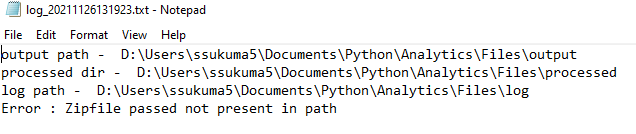 log_20211126131923.txt - Notepad
File Edit Format View Help
output path -  D:\Users\ssukuma5\Documents\Python\Analytics\Files\output
processed dir -  D:\Users\ssukuma5\Documents\Python\Analytics\Files\processed
log path -  D:\Users\ssukuma5\Documents\Python\Analytics\Files\log
Error : Zipfile passed not present in path